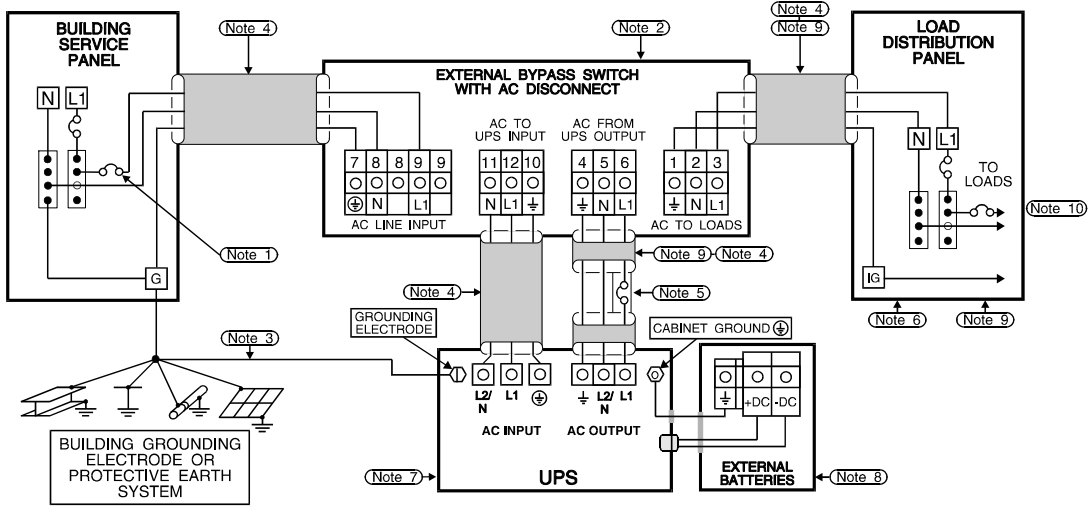 BUILDING
SERVICE
PANEL
N L1
G
Note 4
Note 1
Note 3
Note 2
EXTERNAL BYPASS SWITCH
WITH AC DISCONNECT
AC TO
UPS INPUT
AC FROM
UPS OUTPUT
7 8 8 9 9
N L1
AC LINE INPUT
11 12 10
N L1
4 5 6
N L1
1 2 3
N L1
AC TO LOADS
Note 4
Note 9
LOAD
DISTRIBUTION
PANEL
N L1
TO
LOADS
IG
Note 10
Note 6
Note 9
Note 9
Note 4
Note 4
Note 5
GROUNDING
ELECTRODE
CABINET GROUND
L2/
N
L1
AC INPUT
L2/
N
L1
AC OUTPUT
UPS
Note 7
+DC -DC
EXTERNAL
BATTERIES
Note 8
BUILDING GROUNDING
ELECTRODE OR
PROTECTIVE EARTH
SYSTEM